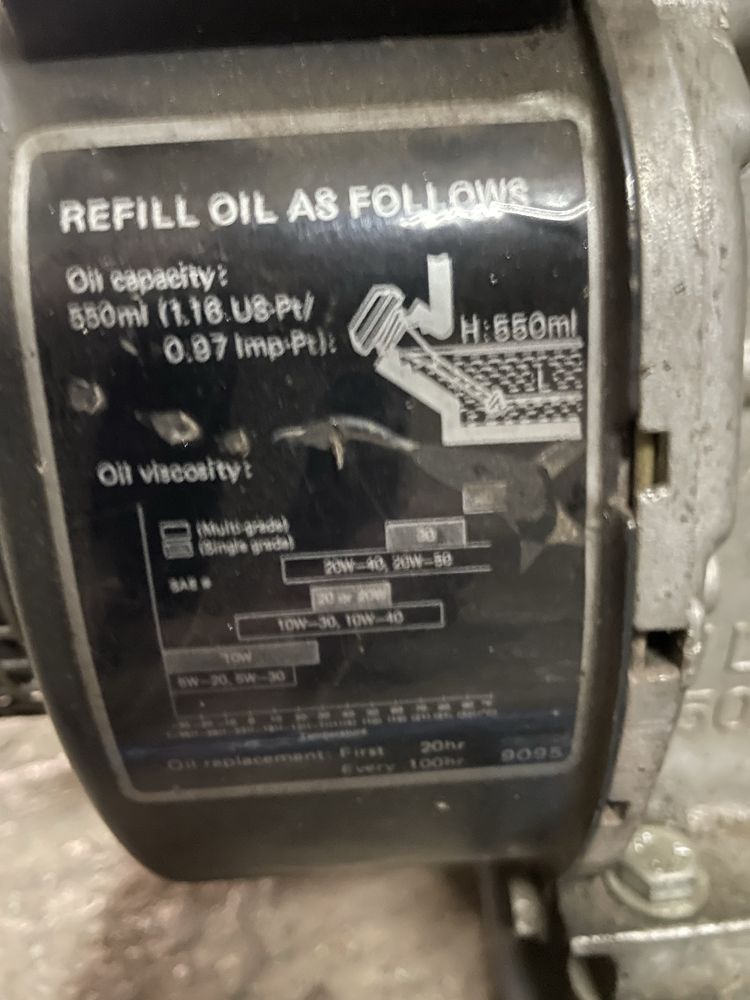 REFILL OIL AS FOLLOWS
Oil capacity:
550ml (1.16 US·Pt/
0.97 Imp·Pt):
H: 550ml
L
Oil viscosity:
(Multi-grade)
(Single grade)
30
20W-40, 20W-50
SAE #
20 or 20W
10W-30, 10W-40
10W
5W-20, 5W-30
Temperature
Oil replacement: First 20hr
Every 100hr 9095